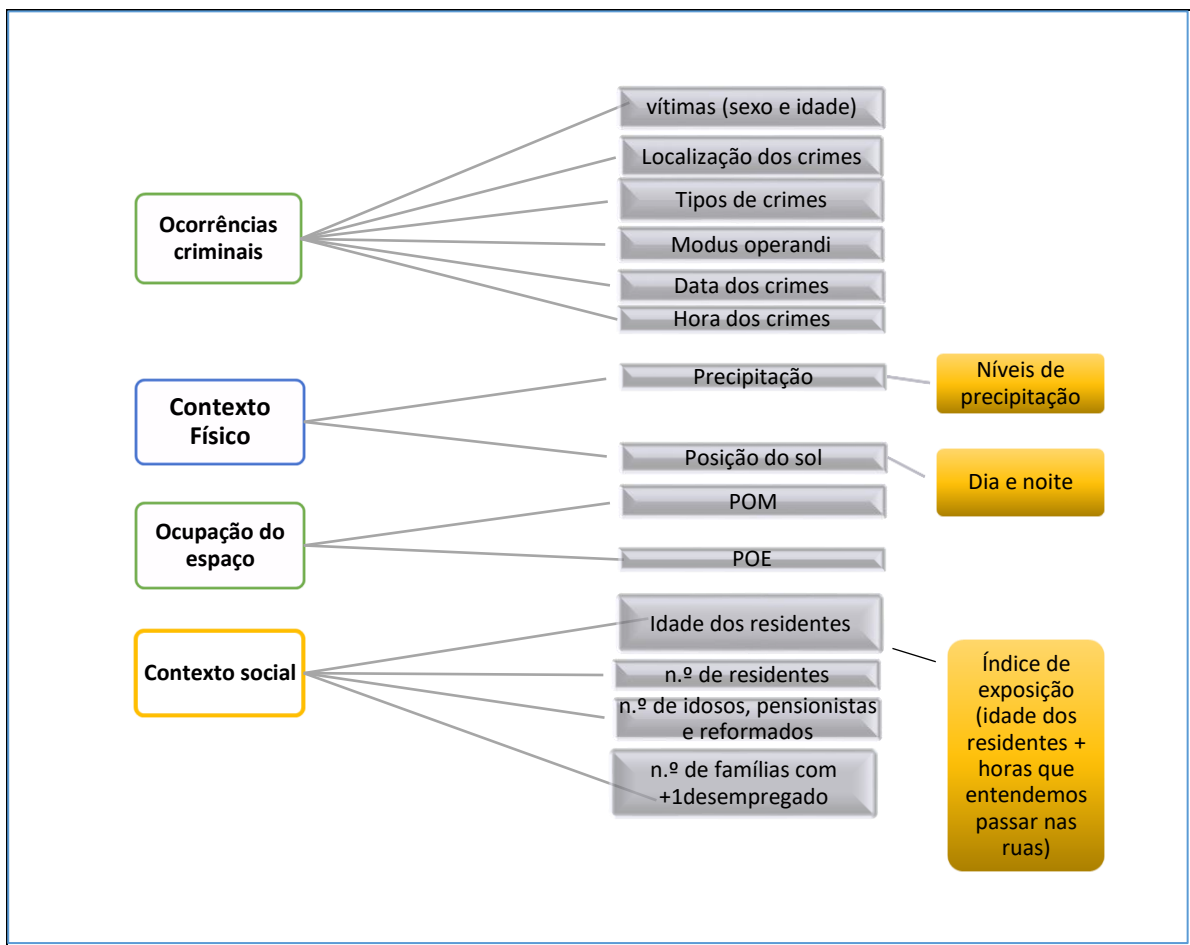 Ocorrências
criminais
vítimas (sexo e idade)
Localização dos crimes
Tipos de crimes
Modus operandi
Data dos crimes
Hora dos crimes
Contexto
Físico
Precipitação
Níveis de
precipitação
Posição do sol
Dia e noite
Ocupação do
espaço
POM
POE
Contexto social
Idade dos residentes
n.º de residentes
n.º de idosos, pensionistas
e reformados
n.º de famílias com
+1desempregado
Índice de
exposição
(idade dos
residentes +
horas que
entendemos
passar nas
ruas)